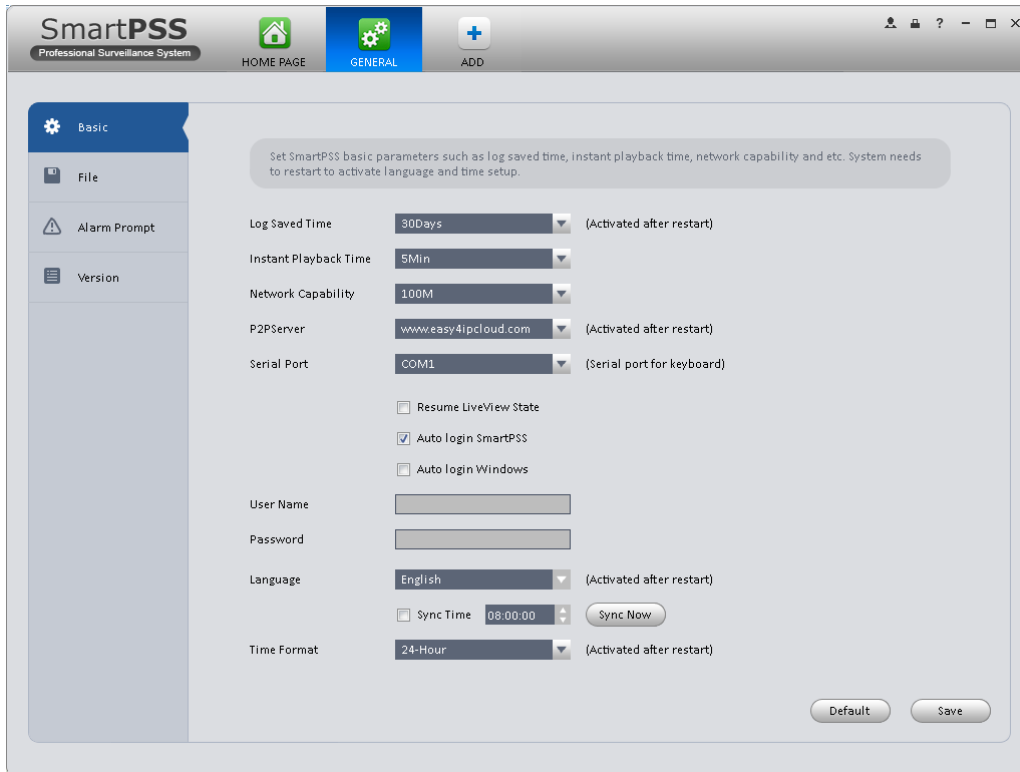 SmartPSS
Professional Surveillance System
HOME PAGE
GENERAL
ADD
?
Basic
File
Alarm Prompt
Version
Set SmartPSS basic parameters such as log saved time, instant playback time, network capability and etc. System needs
to restart to activate language and time setup.
Log Saved Time 30Days (Activated after restart)
Instant Playback Time 5Min
Network Capability 100M
P2PServer www.easy4ipcloud.com (Activated after restart)
Serial Port COM1 (Serial port for keyboard)
Resume LiveView State
Auto login SmartPSS
Auto login Windows
User Name
Password
Language English (Activated after restart)
Sync Time 08:00:00 Sync Now
Time Format 24-Hour (Activated after restart)
Default Save